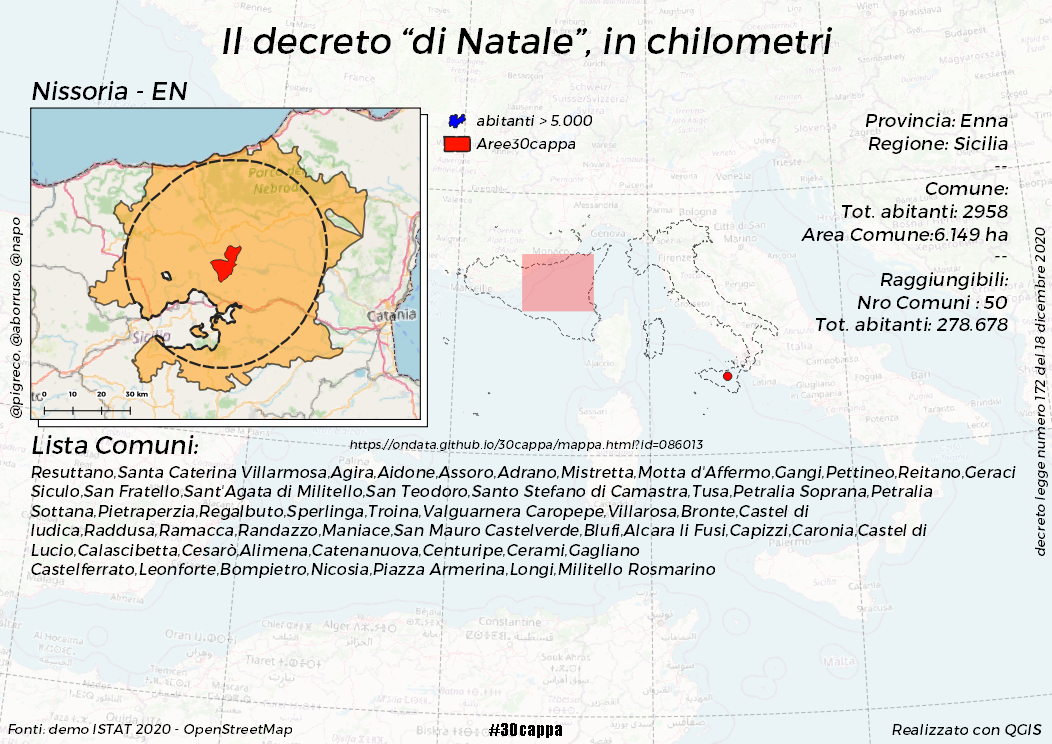 Il decreto “di Natale”, in chilometri
Nissoria - EN
abitanti > 5.000
Aree30cappa
Provincia: Enna
Regione: Sicilia
--
Comune:
Tot. abitanti: 2958
Area Comune:6.149 ha
--
Raggiungibili:
Nro Comuni : 50
Tot. abitanti: 278.678
@pigreco, @aborruso, @napo
decreto legge numero 172 del 18 dicembre 2020
Catania
Sicilia
0 10 20 30 km
Lista Comuni:
https://ondata.github.io/30cappa/mappa.html?id=086013
Resuttano,Santa Caterina Villarmosa,Agira,Aidone,Assoro,Adrano,Mistretta,Motta d'Affermo,Gangi,Pettineo,Reitano,Geraci
Siculo,San Fratello,Sant'Agata di Militello,San Teodoro,Santo Stefano di Camastra,Tusa,Petralia Soprana,Petralia
Sottana,Pietraperzia,Regalbuto,Sperlinga,Troina,Valguarnera Caropepe,Villarosa,Bronte,Castel di
Iudica,Raddusa,Ramacca,Randazzo,Maniace,San Mauro Castelverde,Blufi,Alcara li Fusi,Capizzi,Caronia,Castel di
Lucio,Calascibetta,Cesarò,Alimena,Catenanuova,Centuripe,Cerami,Gagliano
Castelferrato,Leonforte,Bompietro,Nicosia,Piazza Armerina,Longi,Militello Rosmarino
Fonti: demo ISTAT 2020 - OpenStreetMap
#30cappa
Realizzato con QGIS